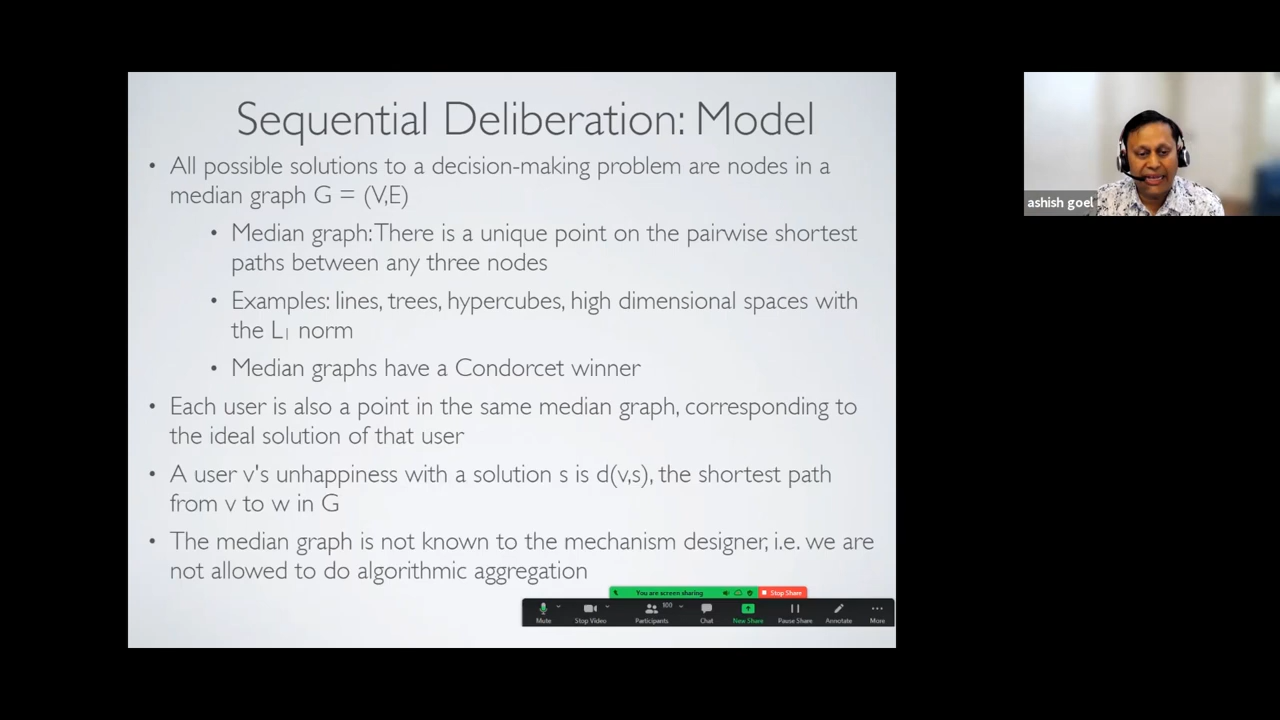 Sequential Deliberation: Model
• All possible solutions to a decision-making problem are nodes in a
median graph G = (V,E)
• Median graph: There is a unique point on the pairwise shortest
paths between any three nodes
• Examples: lines, trees, hypercubes, high dimensional spaces with
the L1 norm
• Median graphs have a Condorcet winner
• Each user is also a point in the same median graph, corresponding to
the ideal solution of that user
• A user v's unhappiness with a solution s is d(v,s), the shortest path
from v to w in G
• The median graph is not known to the mechanism designer, i.e. we are
not allowed to do algorithmic aggregation
You are screen sharing Stop Share
100
Mute Stop Video Participants Chat New Share Pause Share Annotate More
ashish goel